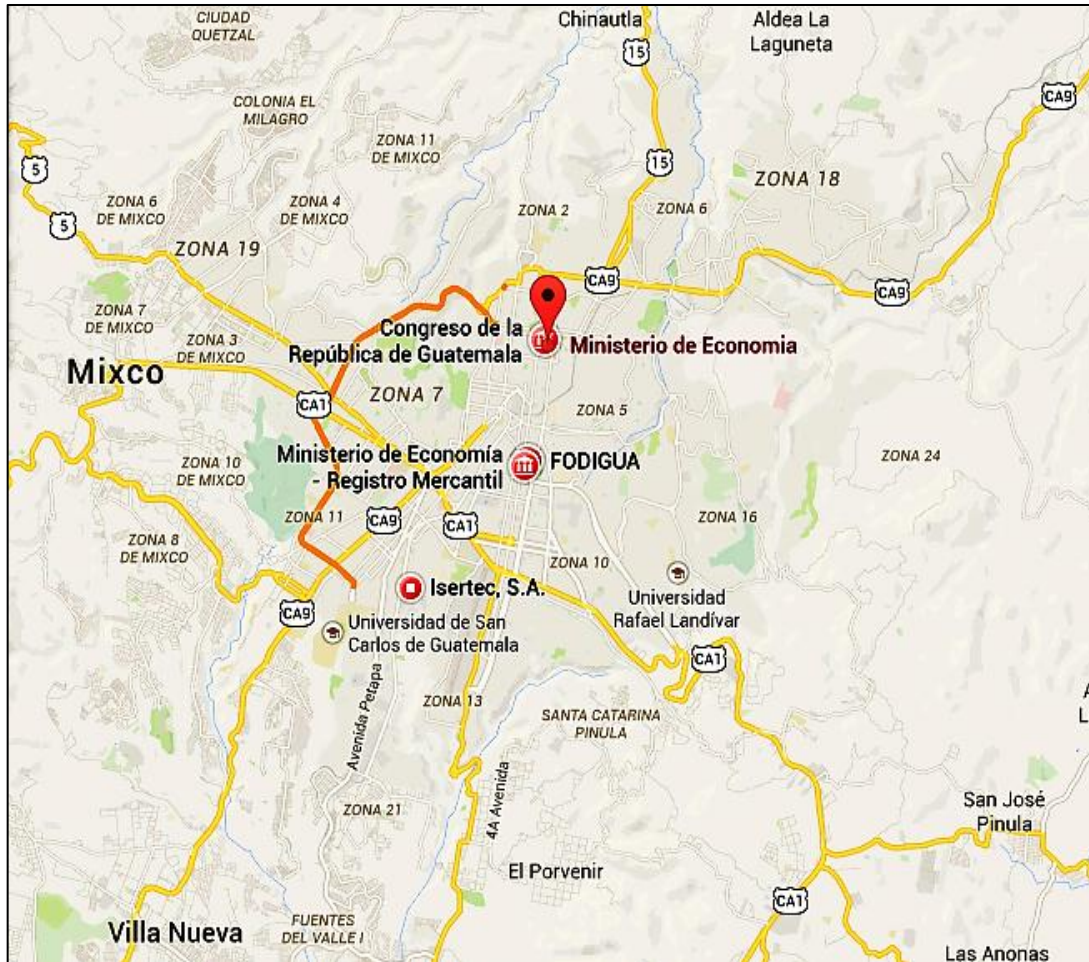 CIUDAD
QUETZAL
Chinautla
Aldea La
Laguneta
15
CA9
COLONIA EL
MILAGRO
ZONA 11
DE MIXCO
5
15
ZONA 18
ZONA 6
DE MIXCO
ZONA 4
DE MIXCO
ZONA 2
ZONA 6
5
ZONA 19
CA9
CA9
ZONA 7
DE MIXCO
Congreso de la
República de Guatemala
Ministerio de Economia
ZONA 3
DE MIXCO
Mixco
ZONA 7
CA1
ZONA 5
Ministerio de Economía
- Registro Mercantil
FODIGUA
ZONA 24
ZONA 10
DE MIXCO
ZONA 11
CA9
CA1
ZONA 16
ZONA 8
DE MIXCO
ZONA 10
Isertec, S.A.
Universidad
Rafael Landívar
CA9
Universidad de San
Carlos de Guatemala
CA1
ZONA 13
SANTA CATARINA
PINULA
A
L
Avenida Petapa
4A Avenida
ZONA 21
San José
Pinula
El Porvenir
CA1
Villa Nueva
FUENTES
DEL VALLE I
Las Anonas